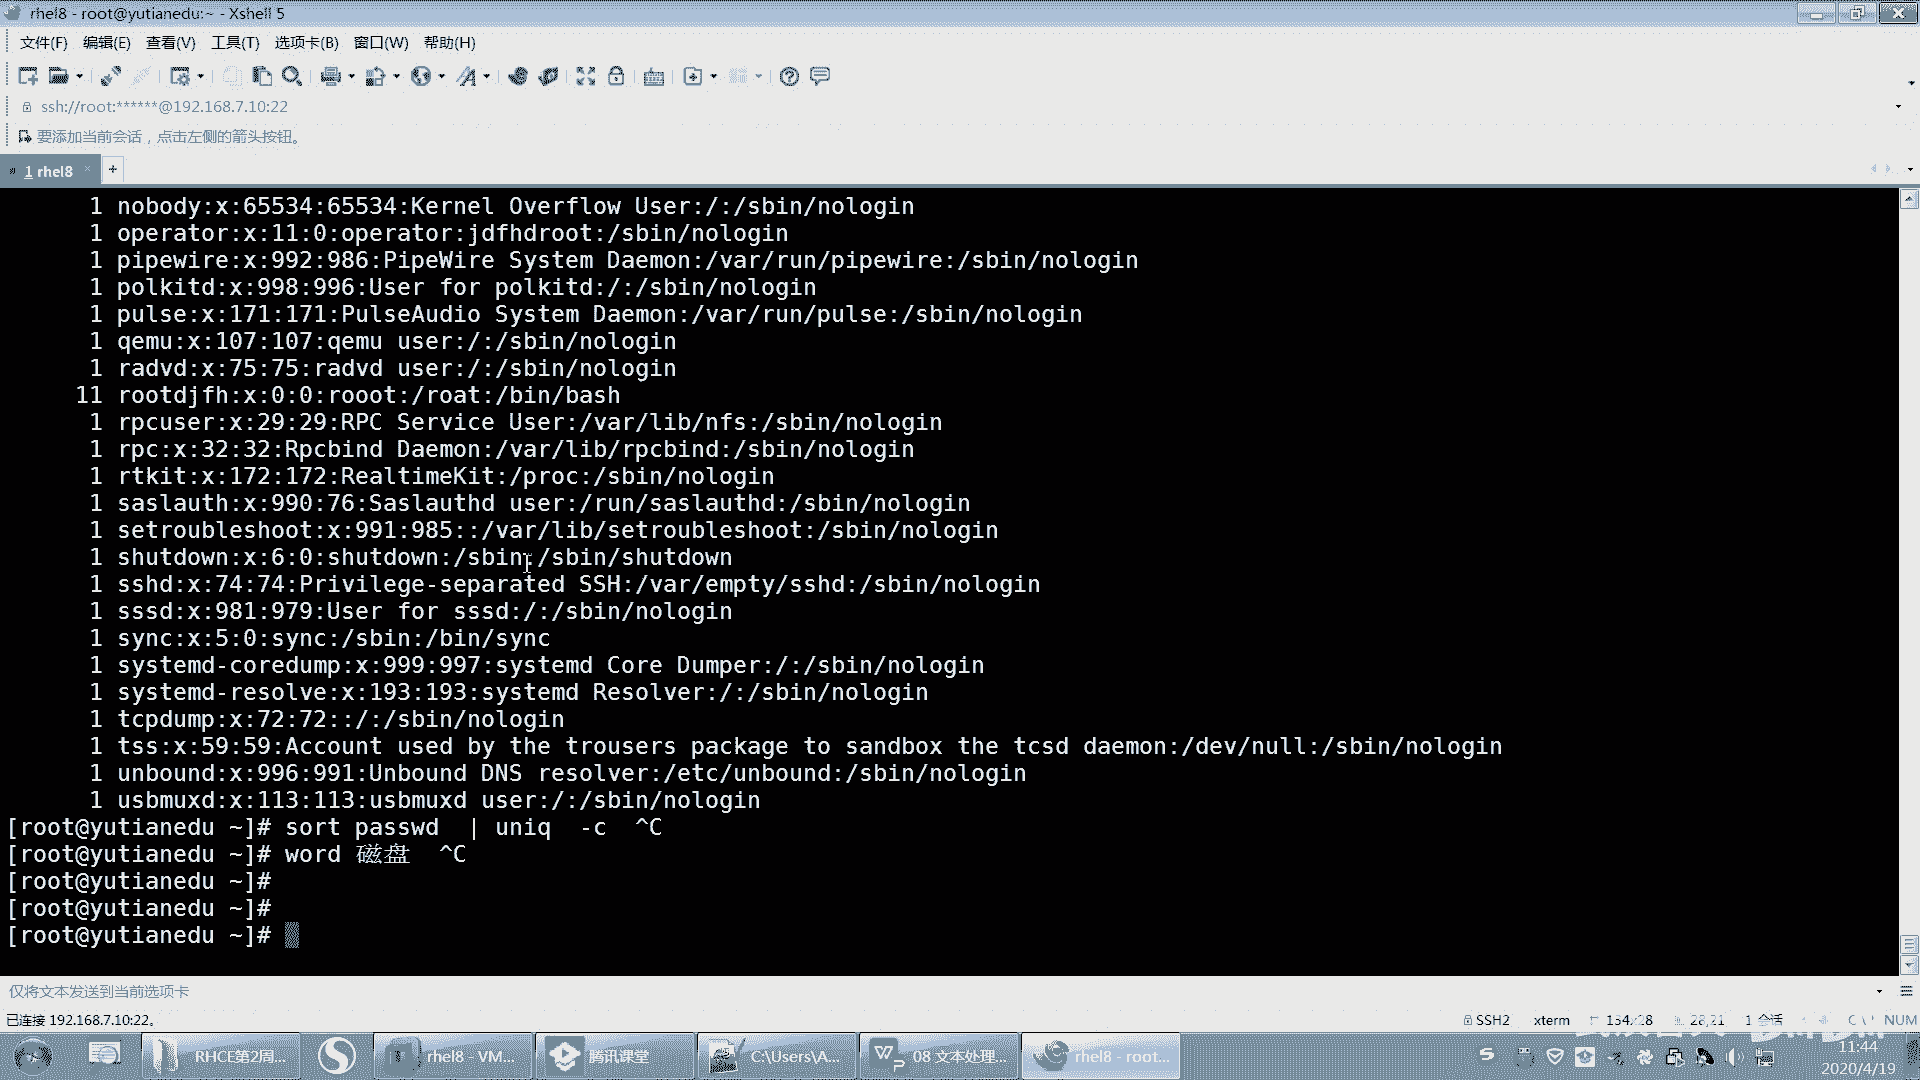 rhel8 - root@yutianedu:~ - Xshell 5
文件(F) 编辑(E) 查看(V) 工具(T) 选项卡(B) 窗口(W) 帮助(H)
ssh://root:******@192.168.7.10:22
要添加当前会话，点击左侧的箭头按钮。
1 rhel8
1 nobody:x:65534:65534:Kernel Overflow User:/:/sbin/nologin
1 operator:x:11:0:operator:jdfhdroot:/sbin/nologin
1 pipewire:x:992:986:PipeWire System Daemon:/var/run/pipewire:/sbin/nologin
1 polkitd:x:998:996:User for polkitd:/:/sbin/nologin
1 pulse:x:171:171:PulseAudio System Daemon:/var/run/pulse:/sbin/nologin
1 qemu:x:107:107:qemu user:/:/sbin/nologin
1 radvd:x:75:75:radvd user:/:/sbin/nologin
11 rootdjfh:x:0:0:rooot:/roat:/bin/bash
1 rpcuser:x:29:29:RPC Service User:/var/lib/nfs:/sbin/nologin
1 rpc:x:32:32:Rpcbind Daemon:/var/lib/rpcbind:/sbin/nologin
1 rtkit:x:172:172:RealtimeKit:/proc:/sbin/nologin
1 saslauth:x:990:76:Saslauthd user:/run/saslauthd:/sbin/nologin
1 setroubleshoot:x:991:985::/var/lib/setroubleshoot:/sbin/nologin
1 shutdown:x:6:0:shutdown:/sbin:/sbin/shutdown
1 sshd:x:74:74:Privilege-separated SSH:/var/empty/sshd:/sbin/nologin
1 sssd:x:981:979:User for sssd:/:/sbin/nologin
1 sync:x:5:0:sync:/sbin:/bin/sync
1 systemd-coredump:x:999:997:systemd Core Dumper:/:/sbin/nologin
1 systemd-resolve:x:193:193:systemd Resolver:/:/sbin/nologin
1 tcpdump:x:72:72::/:/sbin/nologin
1 tss:x:59:59:Account used by the trousers package to sandbox the tcsd daemon:/dev/null:/sbin/nologin
1 unbound:x:996:991:Unbound DNS resolver:/etc/unbound:/sbin/nologin
1 usbmuxd:x:113:113:usbmuxd user:/:/sbin/nologin
[root@yutianedu ~]# sort passwd  | uniq  -c  ^C
[root@yutianedu ~]# word 磁盘  ^C
[root@yutianedu ~]#
[root@yutianedu ~]#
[root@yutianedu ~]#
仅将文本发送到当前选项卡
已连接 192.168.7.10:22。 SSH2 xterm 134x28 28,21 1 会话 NUM
RHCE第2周... rhel8 - VM... 腾讯课堂 C:\Users\A... 08 文本处理... rhel8 - root...
11:44
2020/4/19